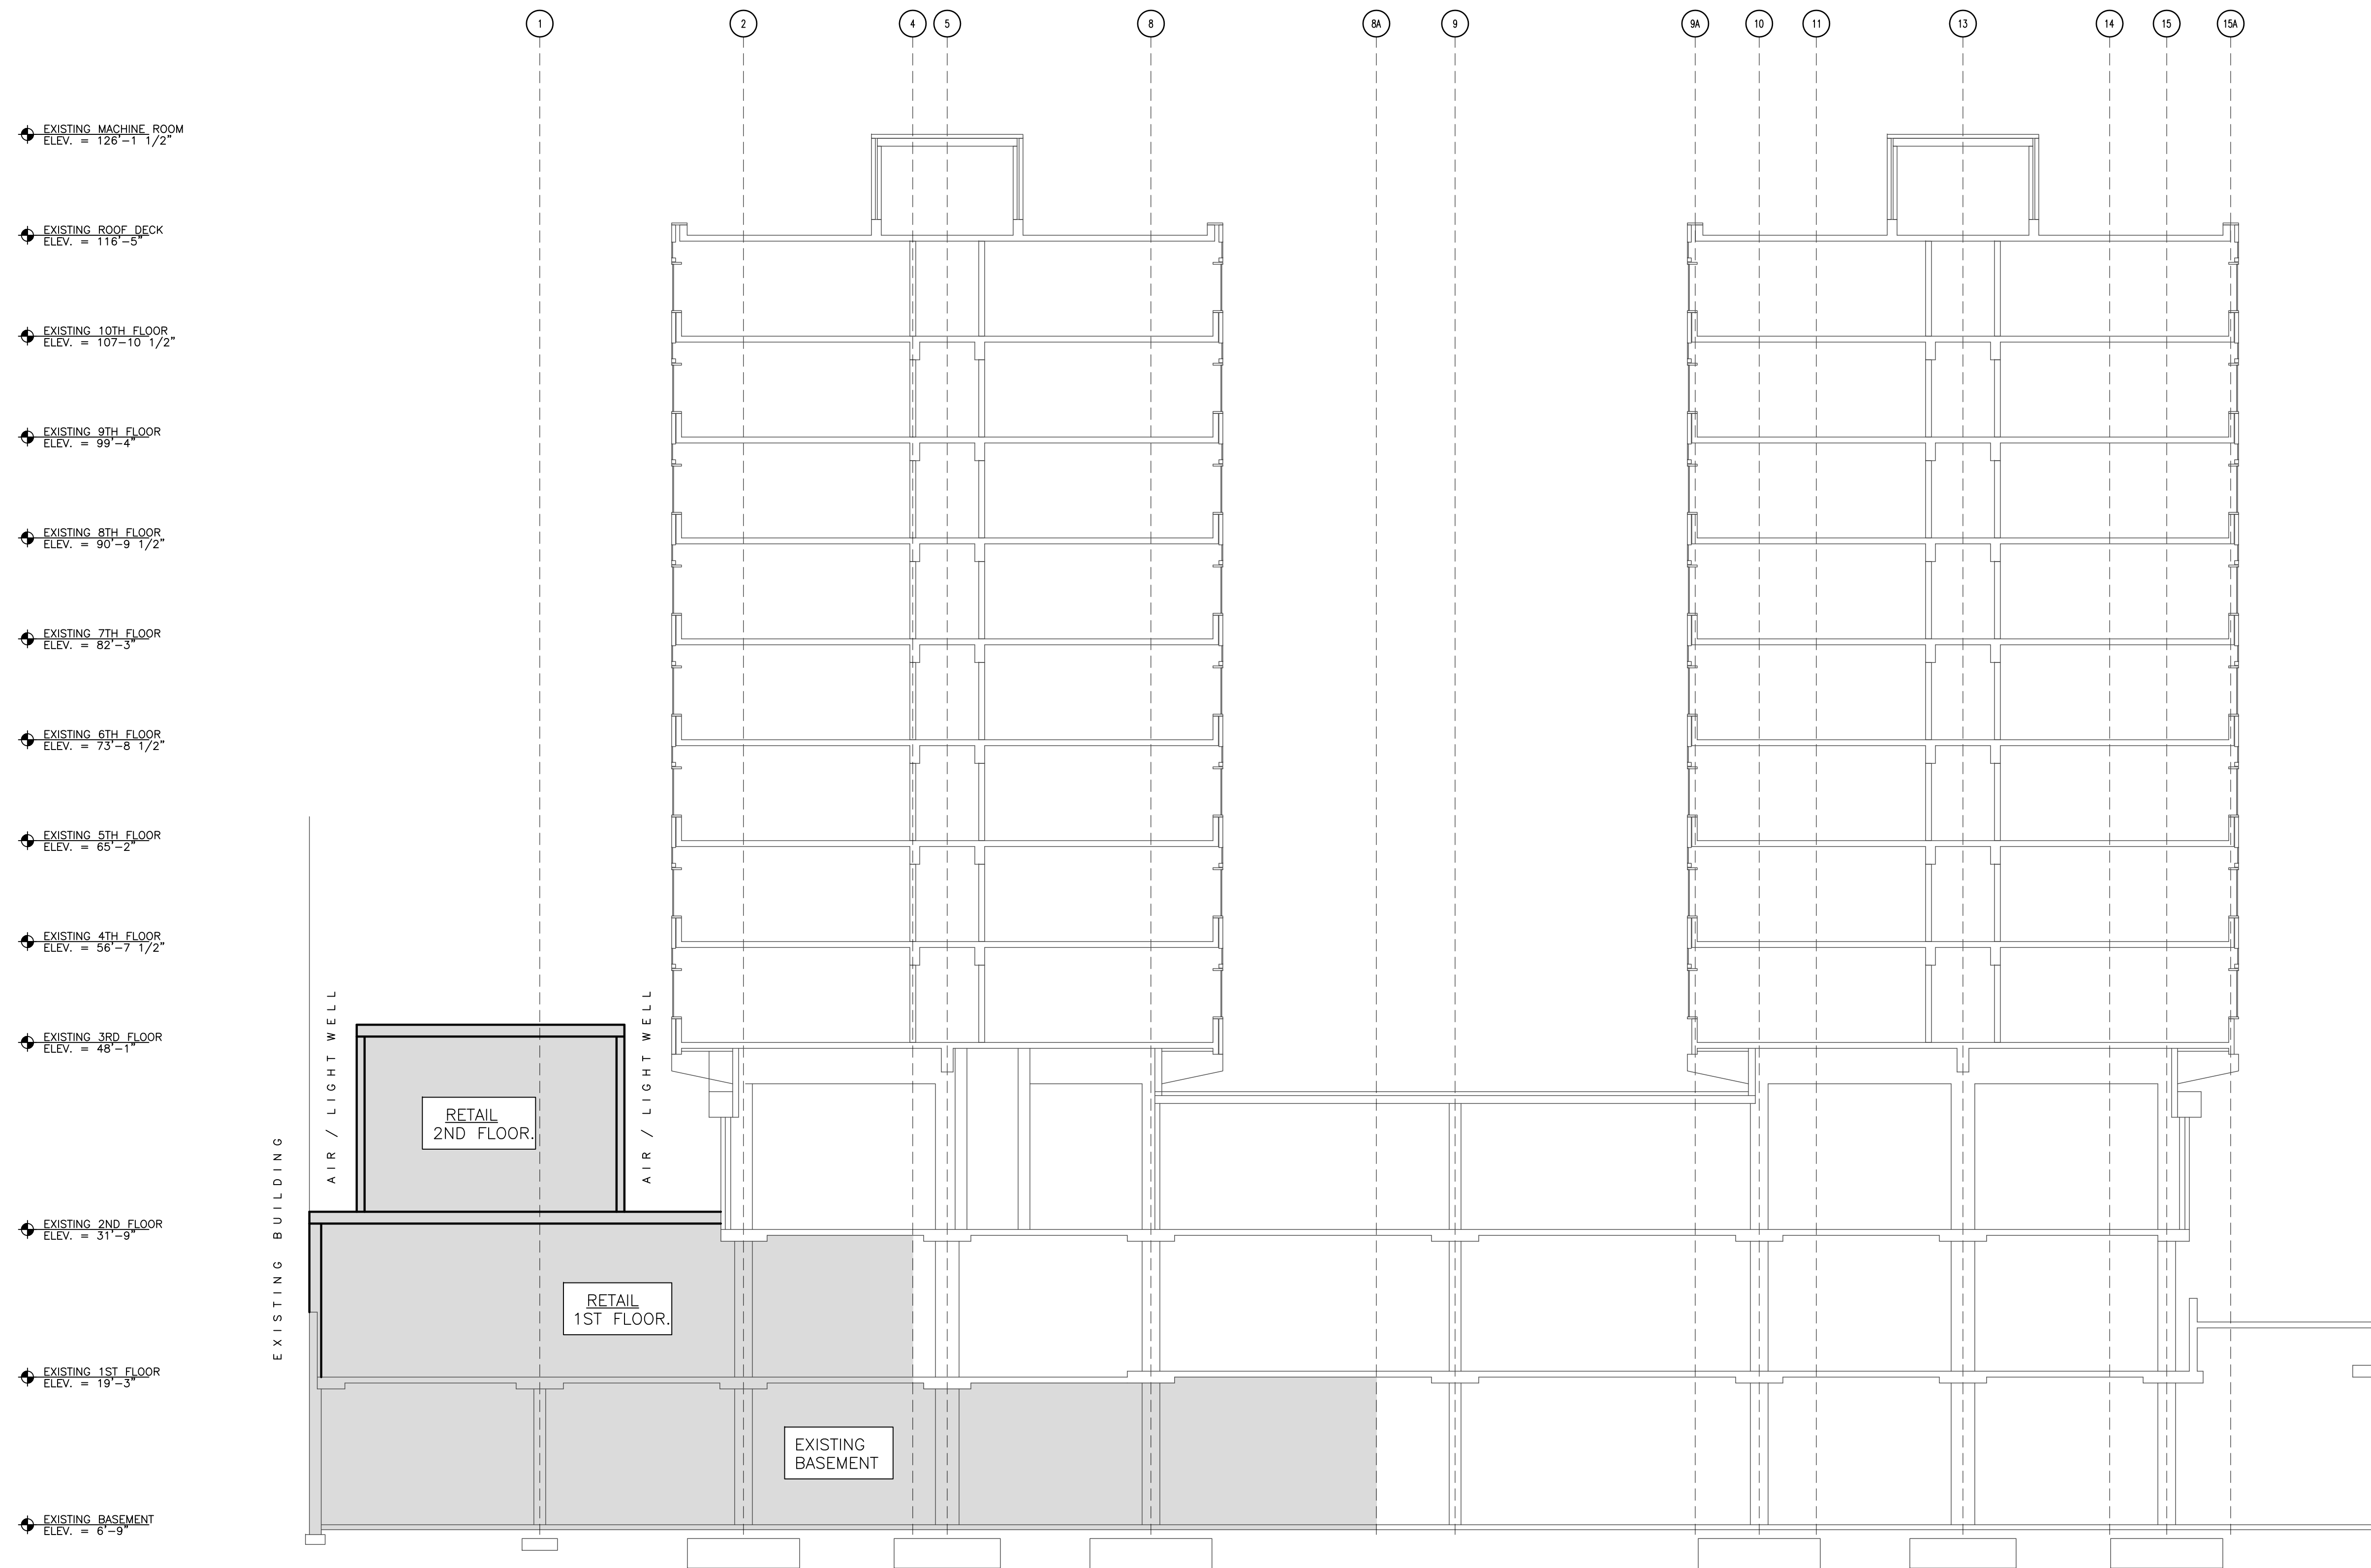 1
2
4
5
8
8A
9
9A
10
11
13
14
15
15A
EXISTING MACHINE ROOM
ELEV. = 126'-1 1/2"
EXISTING ROOF DECK
ELEV. = 116'-5"
EXISTING 10TH FLOOR
ELEV. = 107-10 1/2"
EXISTING 9TH FLOOR
ELEV. = 99'-4"
EXISTING 8TH FLOOR
ELEV. = 90'-9 1/2"
EXISTING 7TH FLOOR
ELEV. = 82'-3"
EXISTING 6TH FLOOR
ELEV. = 73'-8 1/2"
EXISTING 5TH FLOOR
ELEV. = 65'-2"
EXISTING 4TH FLOOR
ELEV. = 56'-7 1/2"
EXISTING 3RD FLOOR
ELEV. = 48'-1"
EXISTING 2ND FLOOR
ELEV. = 31'-9"
EXISTING 1ST FLOOR
ELEV. = 19'-3"
EXISTING BASEMENT
ELEV. = 6'-9"
EXISTING BUILDING
AIR / LIGHT WELL
AIR / LIGHT WELL
RETAIL
2ND FLOOR.
RETAIL
1ST FLOOR.
EXISTING
BASEMENT